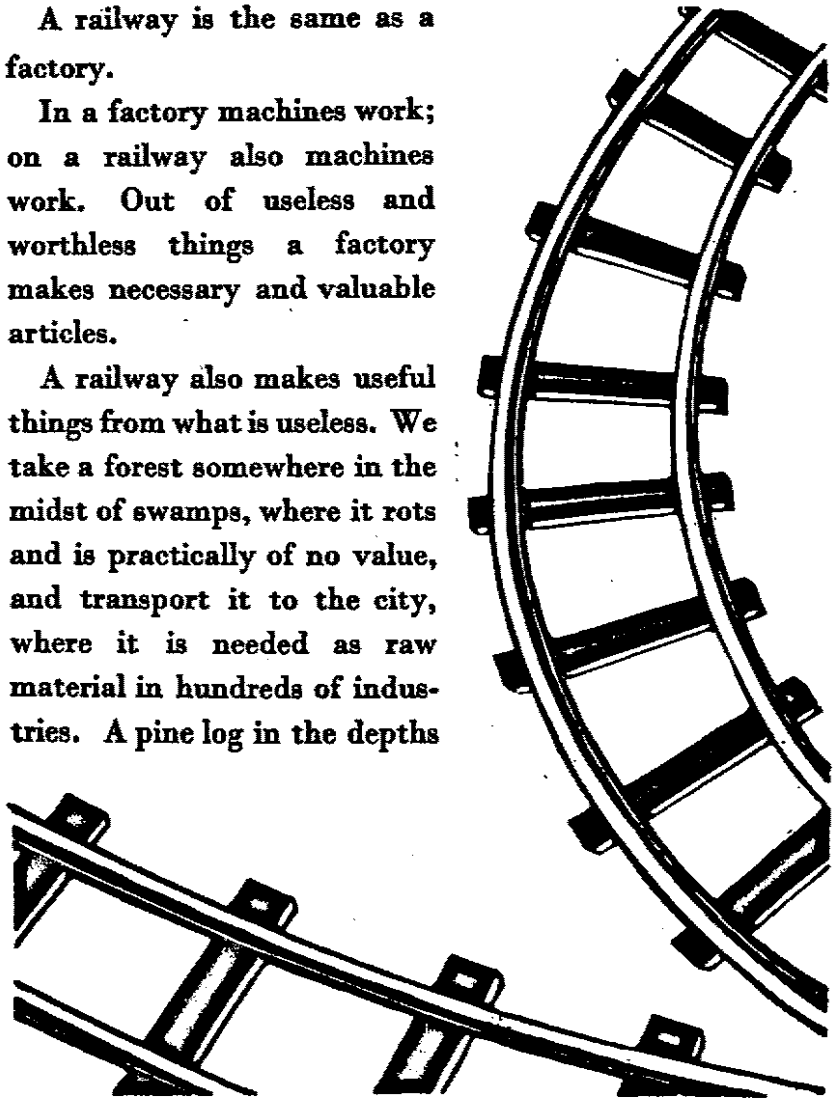 A railway is the same as a
factory.
In a factory machines work;
on a railway also machines
work. Out of useless and
worthless things a factory
makes necessary and valuable
articles.
A railway also makes useful
things from what is useless. We
take a forest somewhere in the
midst of swamps, where it rots
and is practically of no value,
and transport it to the city,
where it is needed as raw
material in hundreds of indus-
tries. A pine log in the depths